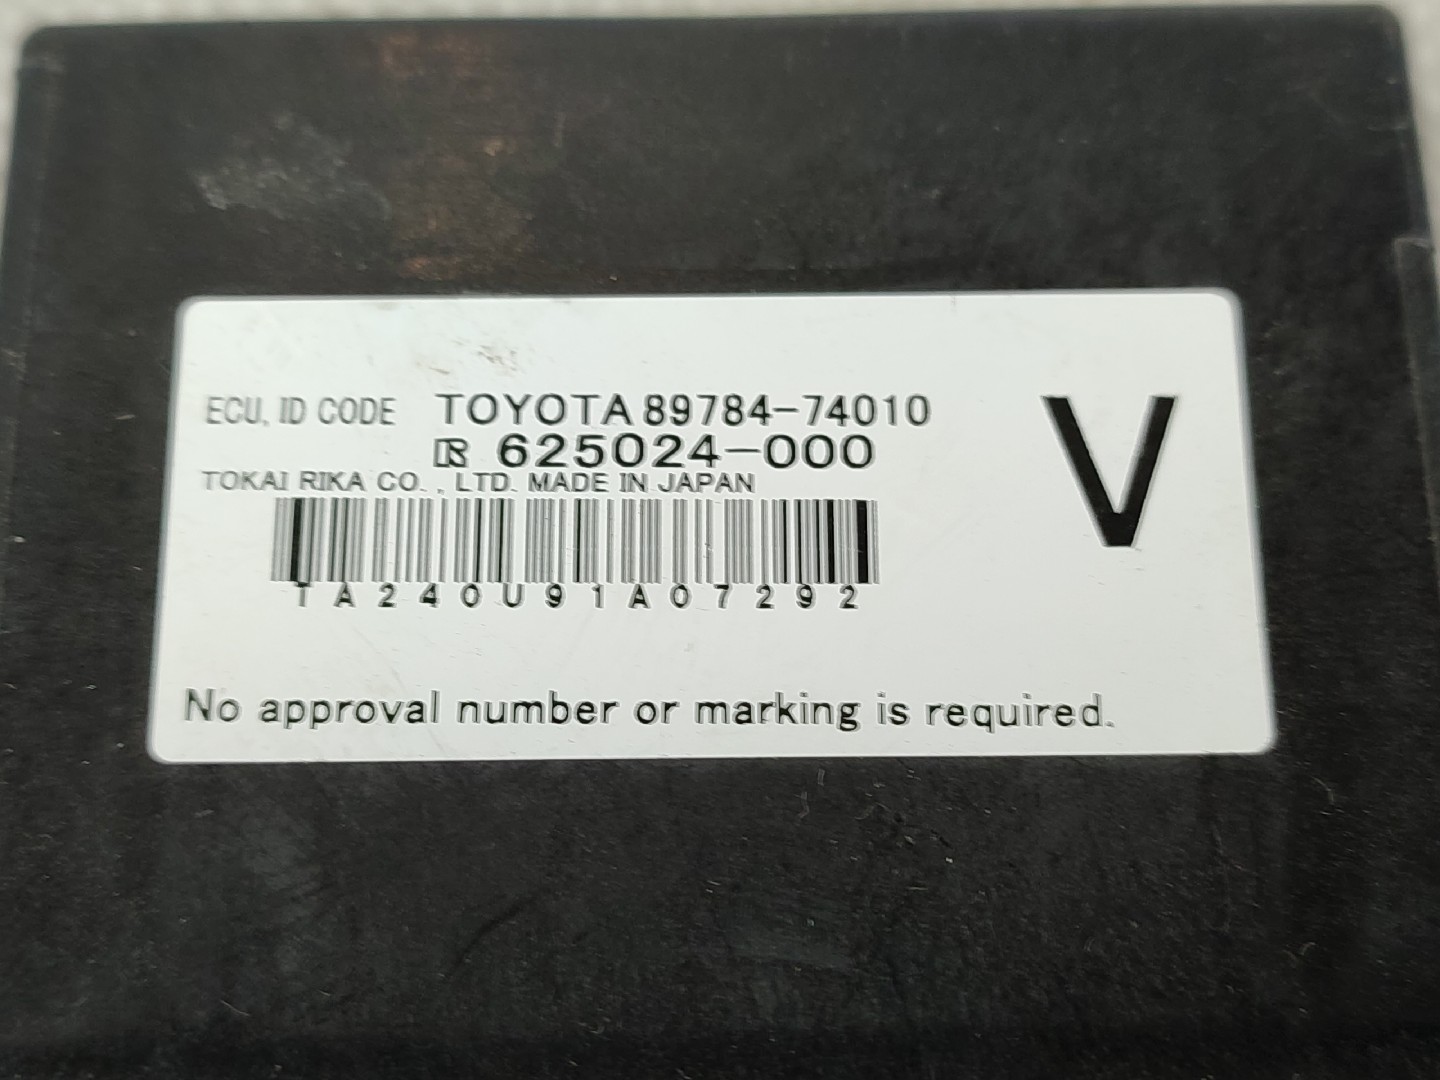 ECU, ID CODE TOYOTA 89784-74010
625024-000
TOKAI RIKA CO., LTD. MADE IN JAPAN
TA240U91A07292
V
No approval number or marking is required.